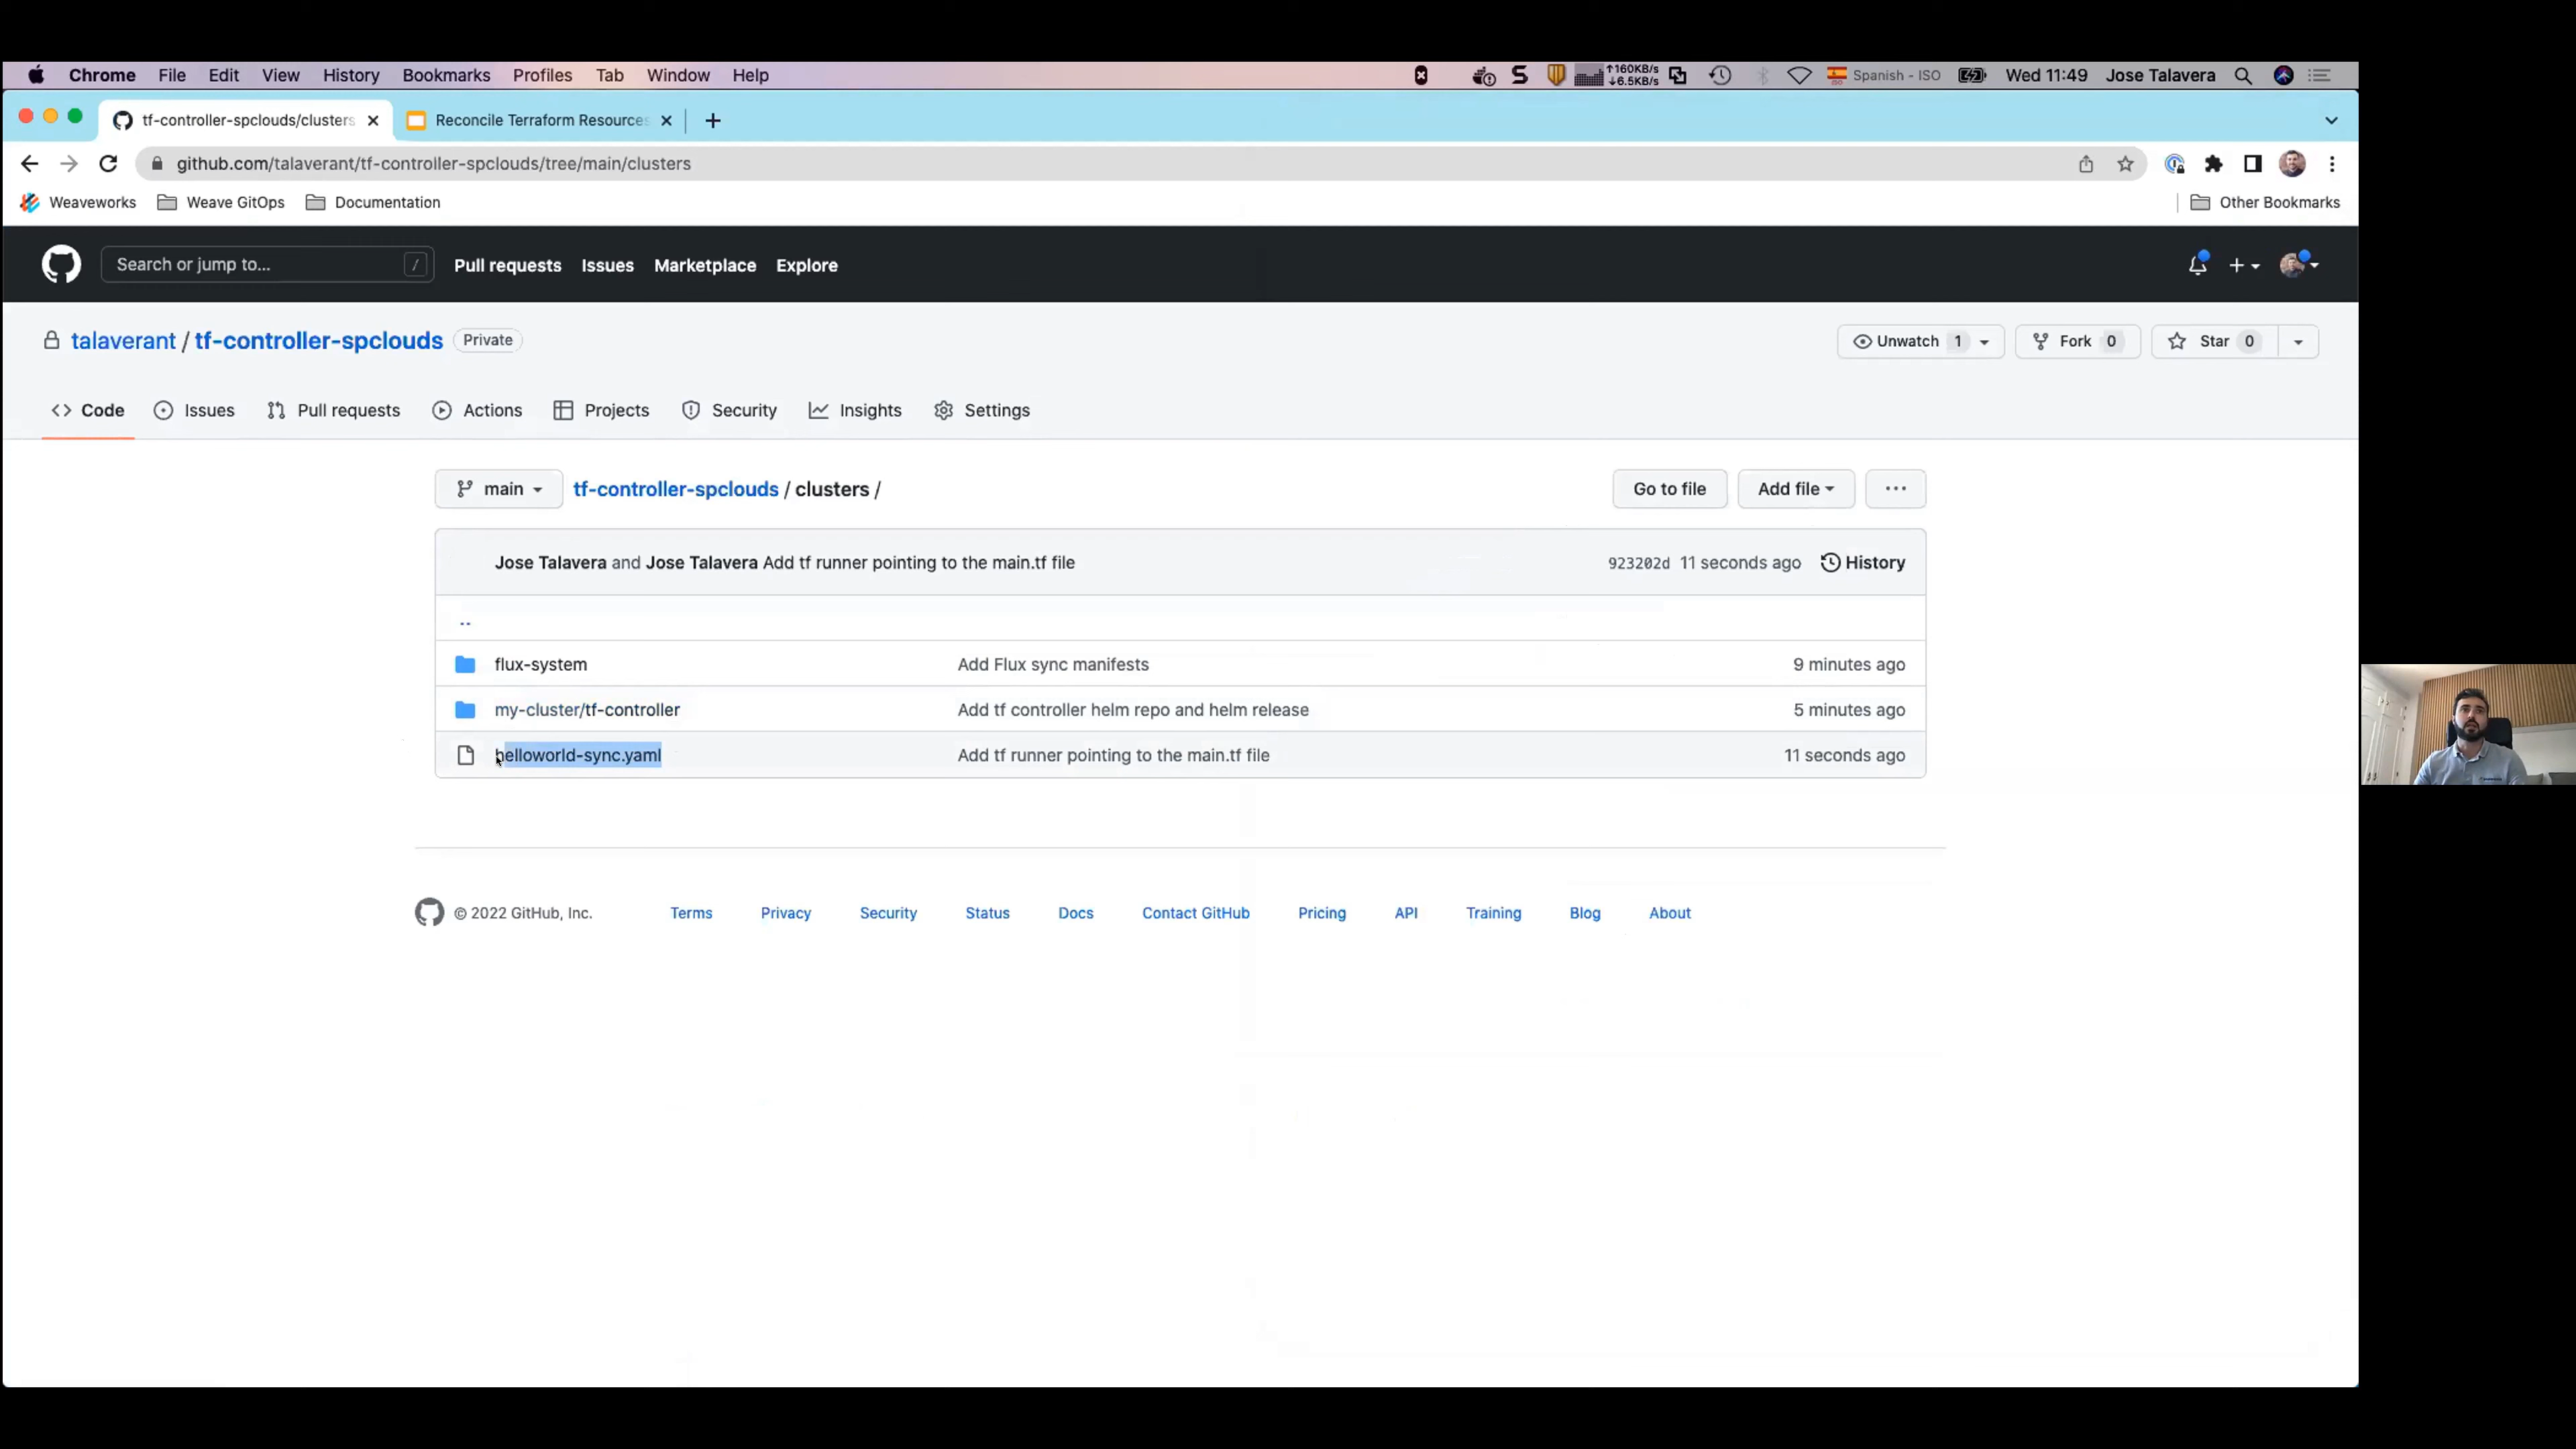 Chrome File Edit View History Bookmarks Profiles Tab Window Help ↑160KB/s ↓6.5KB/s Spanish - ISO Wed 11:49 Jose Talavera
tf-controller-spclouds/clusters Reconcile Terraform Resources
github.com/talaverant/tf-controller-spclouds/tree/main/clusters
Weaveworks Weave GitOps Documentation Other Bookmarks
Search or jump to... / Pull requests Issues Marketplace Explore
talaverant / tf-controller-spclouds Private Unwatch 1 Fork 0 Star 0
Code Issues Pull requests Actions Projects Security Insights Settings
main tf-controller-spclouds / clusters / Go to file Add file ...
Jose Talavera and Jose Talavera Add tf runner pointing to the main.tf file 923202d 11 seconds ago History
..
flux-system Add Flux sync manifests 9 minutes ago
my-cluster/tf-controller Add tf controller helm repo and helm release 5 minutes ago
helloworld-sync.yaml Add tf runner pointing to the main.tf file 11 seconds ago
© 2022 GitHub, Inc. Terms Privacy Security Status Docs Contact GitHub Pricing API Training Blog About